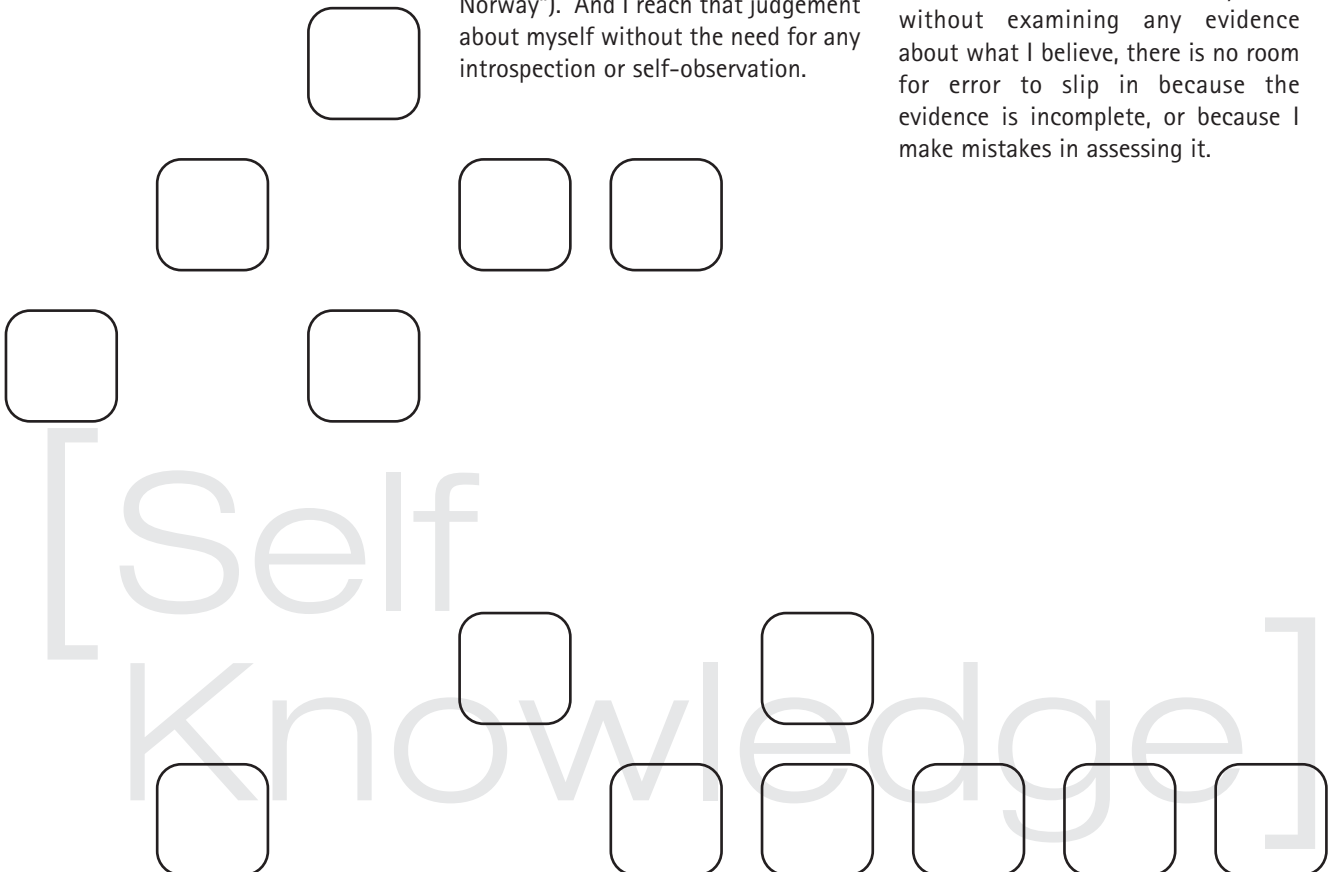 Norway"). And I reach that judgement
about myself without the need for any
introspection or self-observation.
without examining any evidence
about what I believe, there is no room
for error to slip in because the
evidence is incomplete, or because I
make mistakes in assessing it.
[Self
Knowledge]